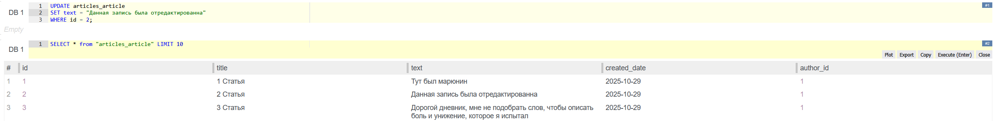 DB 1
1 UPDATE articles_article
2 SET text = "Данная запись была отредактированна"
3 WHERE id = 2;
#1
Empty
DB 1
1 SELECT * from "articles_article" LIMIT 10
#2
Plot Export Copy Execute (Enter) Close
# id title text created_date author_id
1 1 1 Статья Тут был марюнин 2025-10-29 1
2 2 2 Статья Данная запись была отредактированна 2025-10-29 1
3 3 3 Статья Дорогой дневник, мне не подобрать слов, чтобы описать 2025-10-29 1
боль и унижение, которое я испытал